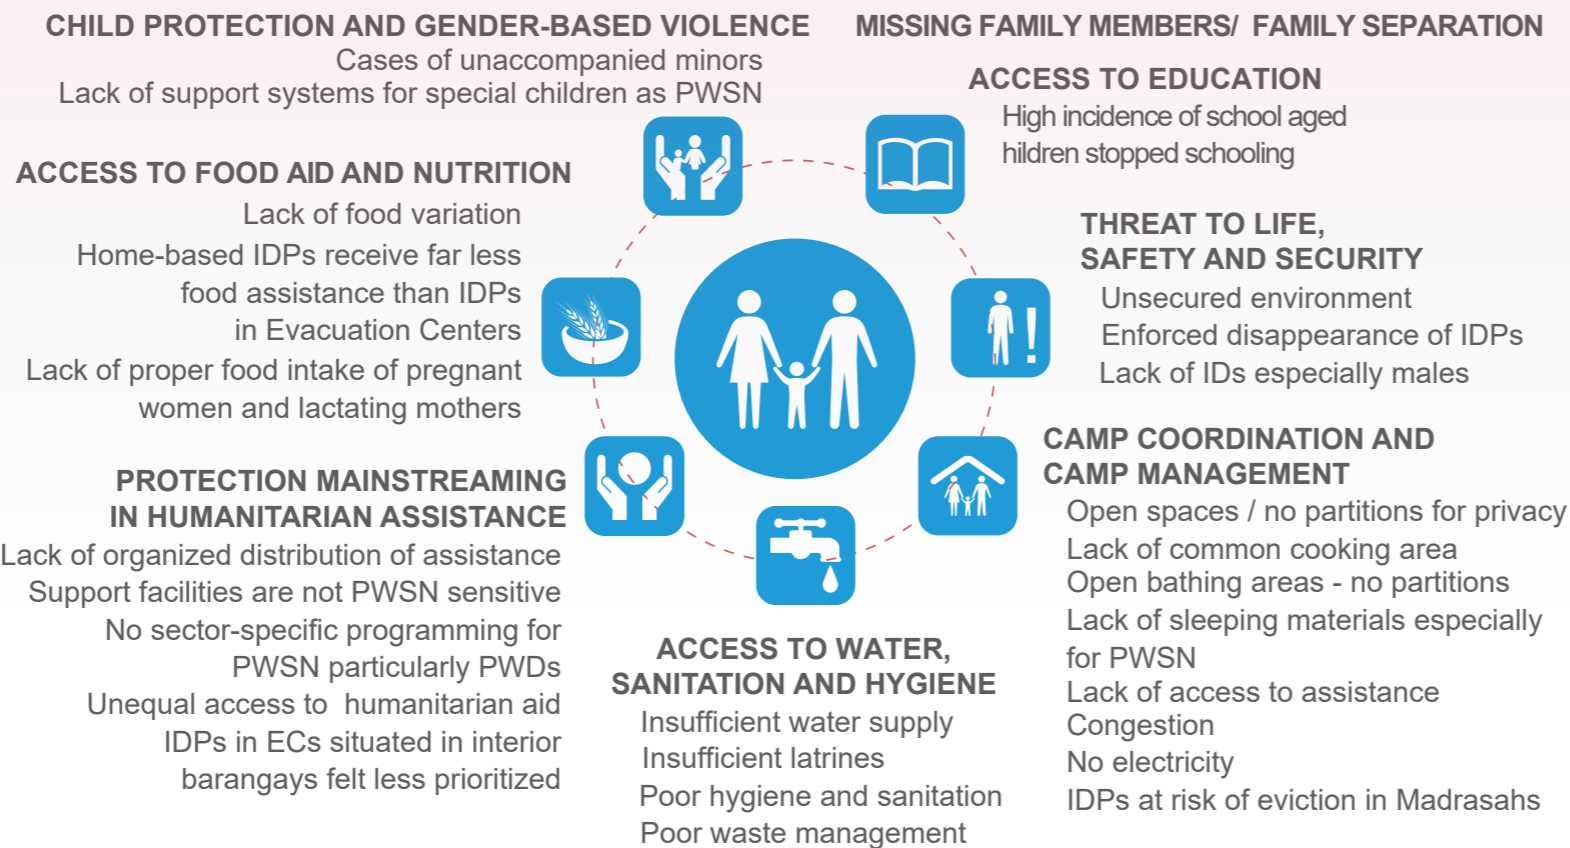 CHILD PROTECTION AND GENDER-BASED VIOLENCE
Cases of unaccompanied minors
Lack of support systems for special children as PWSN
MISSING FAMILY MEMBERS/ FAMILY SEPARATION
ACCESS TO EDUCATION
High incidence of school aged
hildren stopped schooling
ACCESS TO FOOD AID AND NUTRITION
Lack of food variation
Home-based IDPs receive far less
food assistance than IDPs
in Evacuation Centers
Lack of proper food intake of pregnant
women and lactating mothers
THREAT TO LIFE,
SAFETY AND SECURITY
Unsecured environment
Enforced disappearance of IDPs
Lack of IDs especially males
PROTECTION MAINSTREAMING
IN HUMANITARIAN ASSISTANCE
Lack of organized distribution of assistance
Support facilities are not PWSN sensitive
No sector-specific programming for
PWSN particularly PWDs
Unequal access to humanitarian aid
IDPs in ECs situated in interior
barangays felt less prioritized
ACCESS TO WATER,
SANITATION AND HYGIENE
Insufficient water supply
Insufficient latrines
Poor hygiene and sanitation
Poor waste management
CAMP COORDINATION AND
CAMP MANAGEMENT
Open spaces / no partitions for privacy
Lack of common cooking area
Open bathing areas - no partitions
Lack of sleeping materials especially
for PWSN
Lack of access to assistance
Congestion
No electricity
IDPs at risk of eviction in Madrasahs